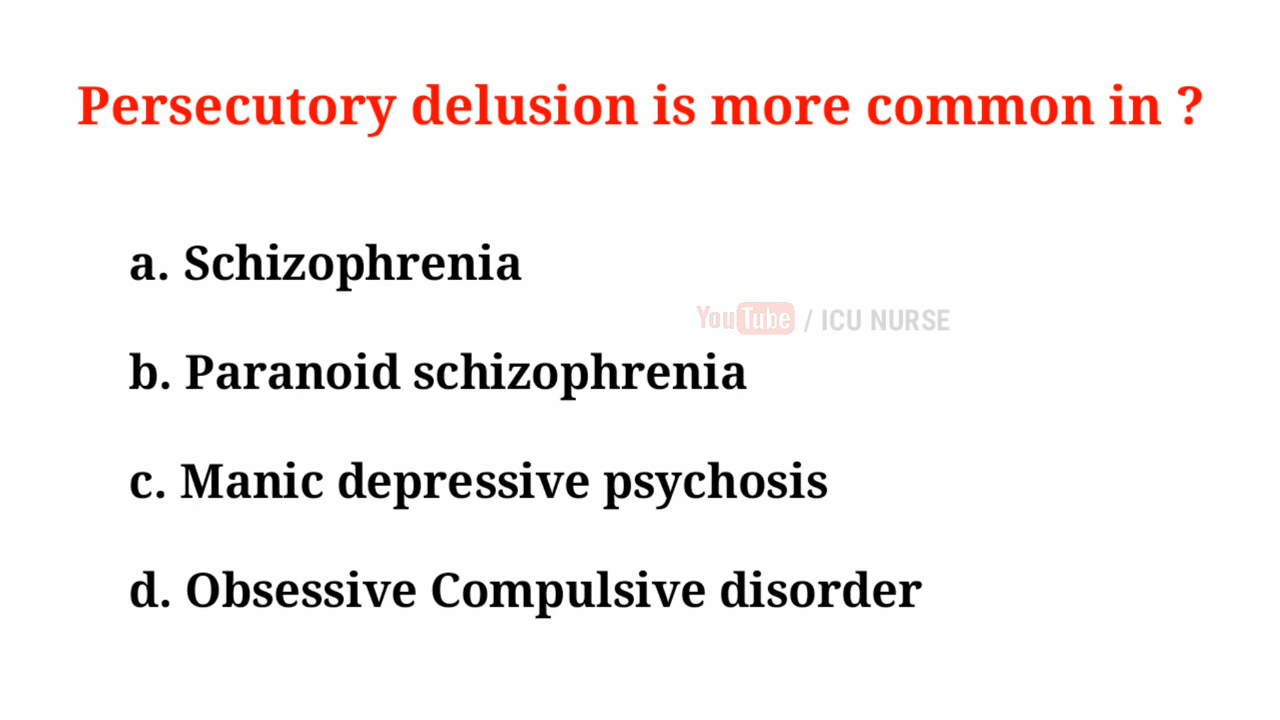 Persecutory delusion is more common in ?
a. Schizophrenia
YouTube / ICU NURSE
b. Paranoid schizophrenia
c. Manic depressive psychosis
d. Obsessive Compulsive disorder